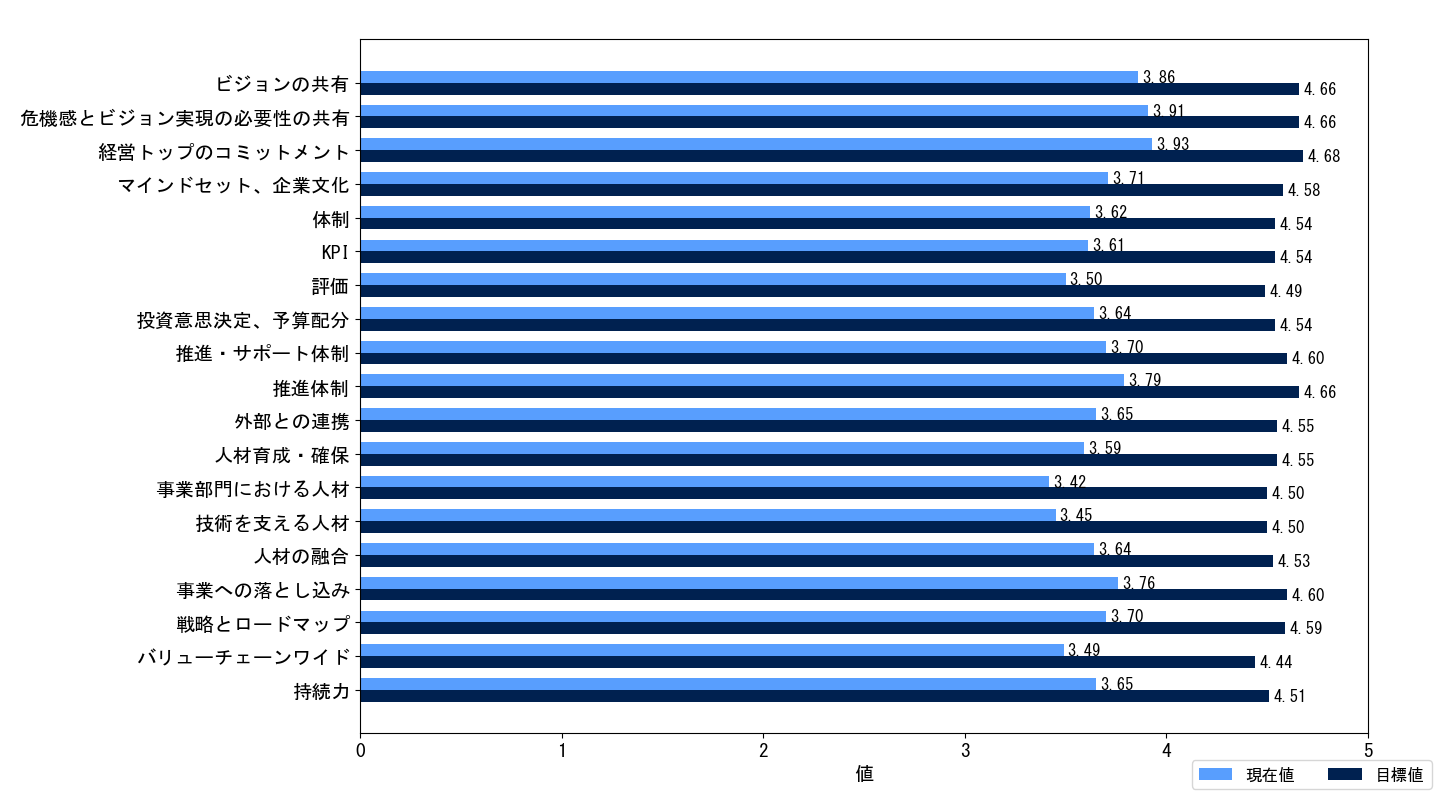 ビジョンの共有 3.86 4.66
危機感とビジョン実現の必要性の共有 3.91 4.66
経営トップのコミットメント 3.93 4.68
マインドセット、企業文化 3.71 4.58
体制 3.62 4.54
KPI 3.61 4.54
評価 3.50 4.49
投資意思決定、予算配分 3.64 4.54
推進・サポート体制 3.70 4.60
推進体制 3.79 4.66
外部との連携 3.65 4.55
人材育成・確保 3.59 4.55
事業部門における人材 3.42 4.50
技術を支える人材 3.45 4.50
人材の融合 3.64 4.53
事業への落とし込み 3.76 4.60
戦略とロードマップ 3.70 4.59
バリューチェーンワイド 3.49 4.44
持続力 3.65 4.51
0 1 2 3 4 5
値
現在値 目標値